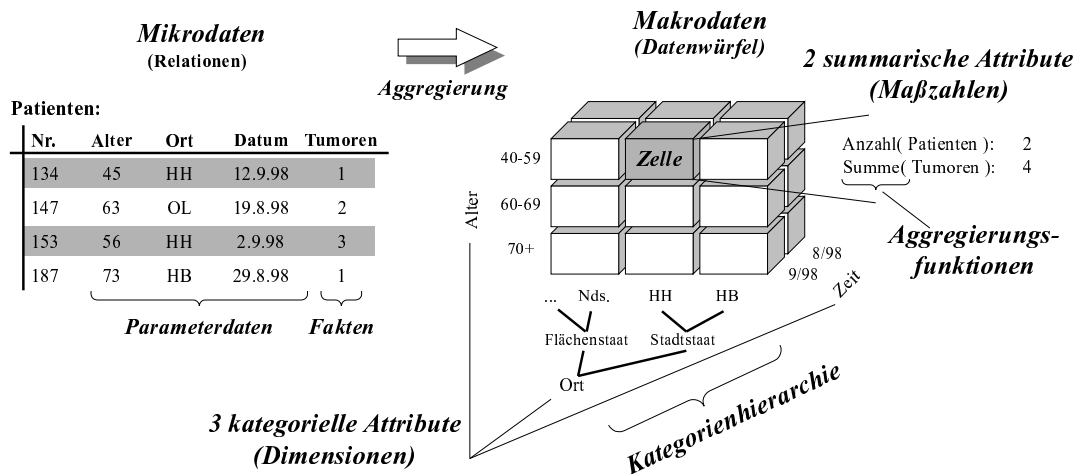 Mikrodaten
(Relationen)
Aggregierung
Makrodaten
(Datenwürfel)
2 summarische Attribute
(Maßzahlen)
Patienten:
Nr. Alter Ort Datum Tumoren
134 45 HH 12.9.98 1
147 63 OL 19.8.98 2
153 56 HH 2.9.98 3
187 73 HB 29.8.98 1
Parameterdaten Fakten
Alter
40-59
60-69
70+
Zelle
Anzahl( Patienten ): 2
Summe( Tumoren ): 4
Aggregierungs-
funktionen
8/98
9/98
Zeit
... Nds. HH HB
Flächenstaat Stadtstaat
Ort
Kategorienhierarchie
3 kategorielle Attribute
(Dimensionen)